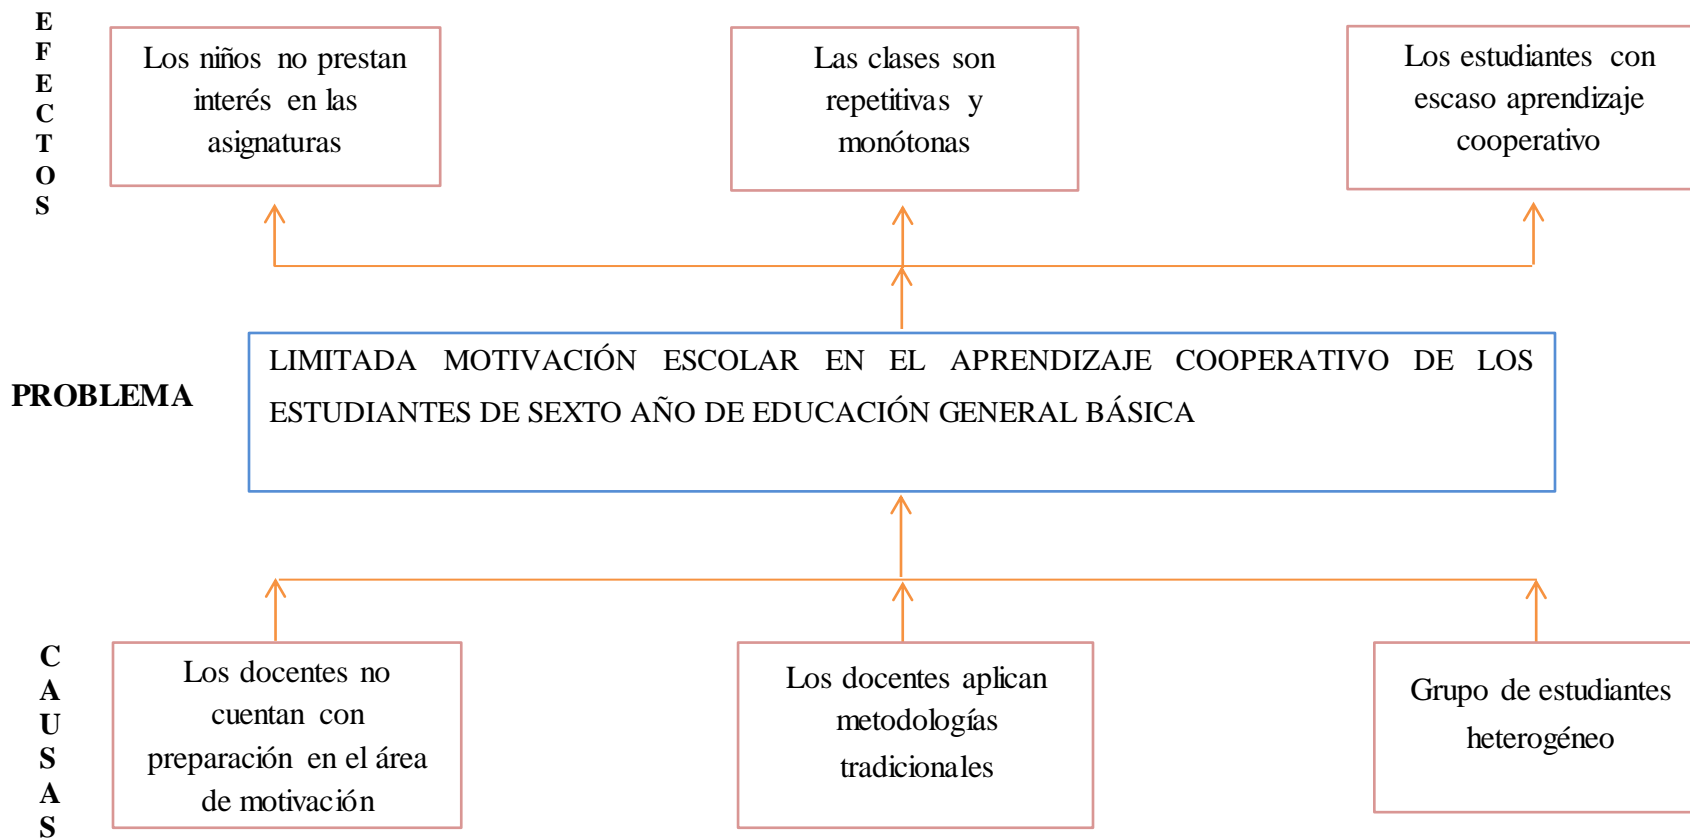 E
F
E
C
T
O
S
Los niños no prestan
interés en las
asignaturas
Las clases son
repetitivas y
monótonas
Los estudiantes con
escaso aprendizaje
cooperativo
PROBLEMA
LIMITADA MOTIVACIÓN ESCOLAR EN EL APRENDIZAJE COOPERATIVO DE LOS
ESTUDIANTES DE SEXTO AÑO DE EDUCACIÓN GENERAL BÁSICA
C
A
U
S
A
S
Los docentes no
cuentan con
preparación en el área
de motivación
Los docentes aplican
metodologías
tradicionales
Grupo de estudiantes
heterogéneo